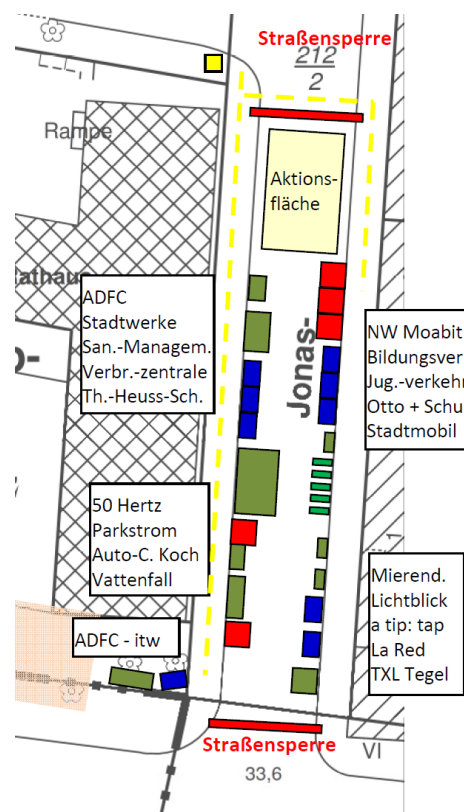 Straßensperre
212
2
Rampe
Aktions-
fläche
Rathaus
ADFC
Stadtwerke
San.-Managem.
Verbr.-zentrale
Th.-Heuss-Sch.
Jonas-
NW Moabit
Bildungsver
Jug.-verkehr
Otto + Schu
Stadtmobil
50 Hertz
Parkstrom
Auto-C. Koch
Vattenfall
1
Mierend.
Lichtblick
a tip: tap
La Red
TXL Tegel
ADFC - itw
Straßensperre
VI
33,6